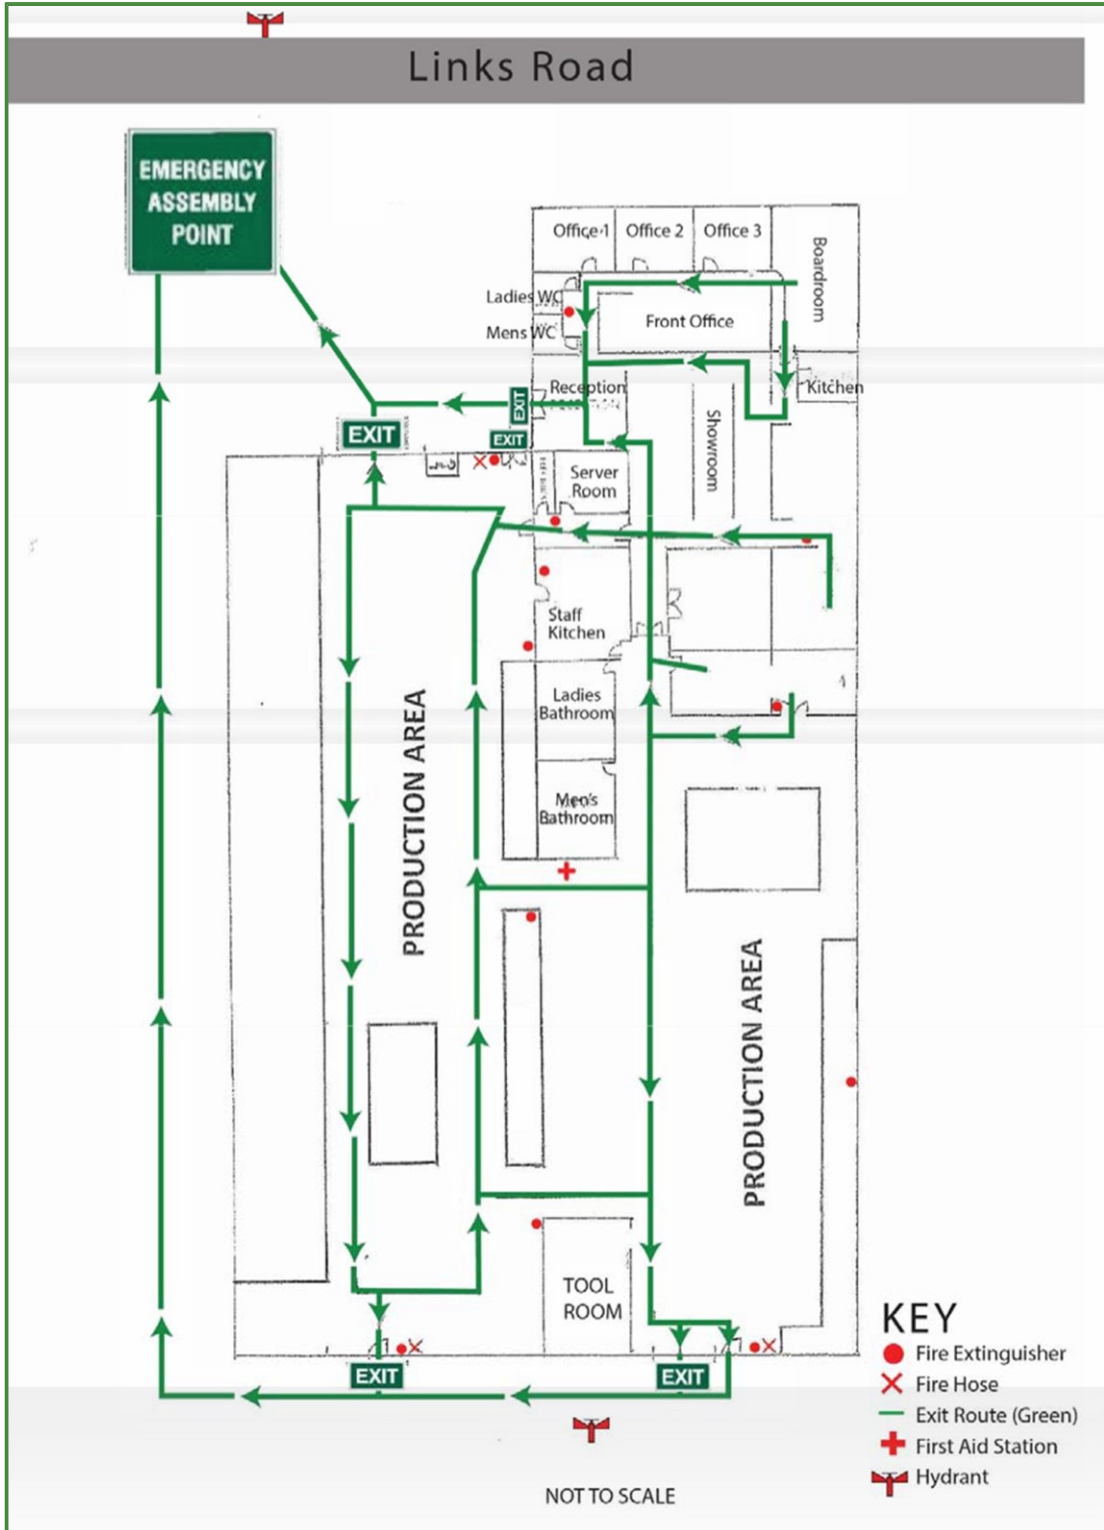 Links Road
EMERGENCY
ASSEMBLY
POINT
Office 1
Office 2
Office 3
Boardroom
Ladies WC
Mens WC
Front Office
Reception
Kitchen
EXIT
EXIT
EXIT
Showroom
Server
Room
Staff
Kitchen
Ladies
Bathroom
Men's
Bathroom
PRODUCTION AREA
PRODUCTION AREA
TOOL
ROOM
EXIT
EXIT
KEY
Fire Extinguisher
Fire Hose
Exit Route (Green)
First Aid Station
Hydrant
NOT TO SCALE